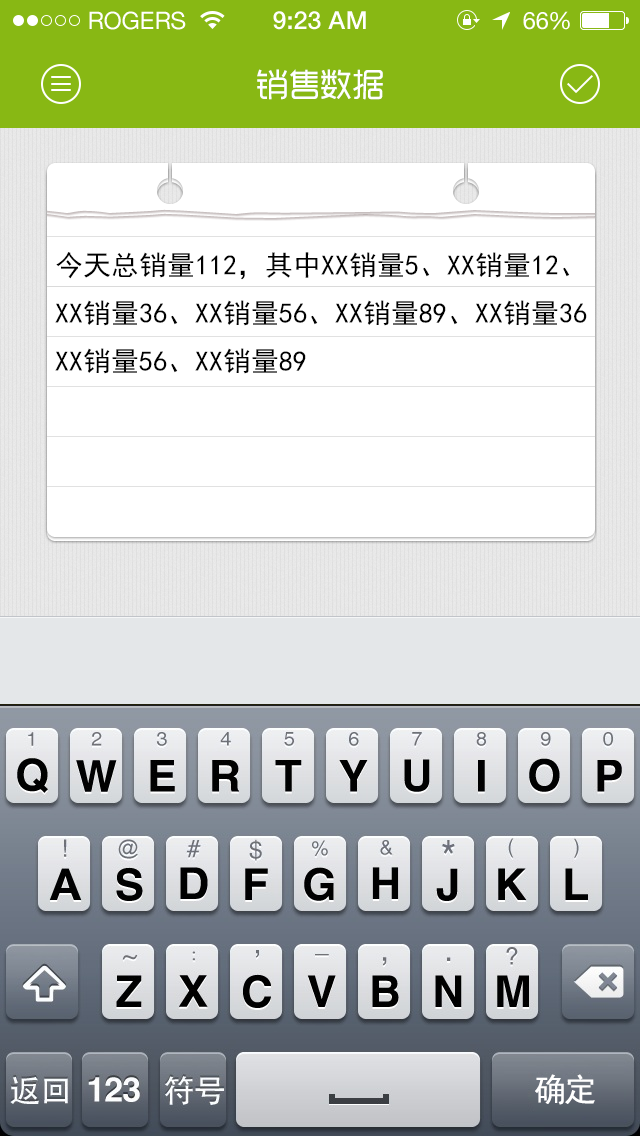 ROGERS 9:23 AM 66%
销售数据
今天总销量112，其中XX销量5、XX销量12、
XX销量36、XX销量56、XX销量89、XX销量36
XX销量56、XX销量89
1 2 3 4 5 6 7 8 9 0
Q W E R T Y U I O P
! @ # $ % & * ( )
A S D F G H J K L
~ : ' — , . ?
Z X C V B N M
返回 123 符号 确定